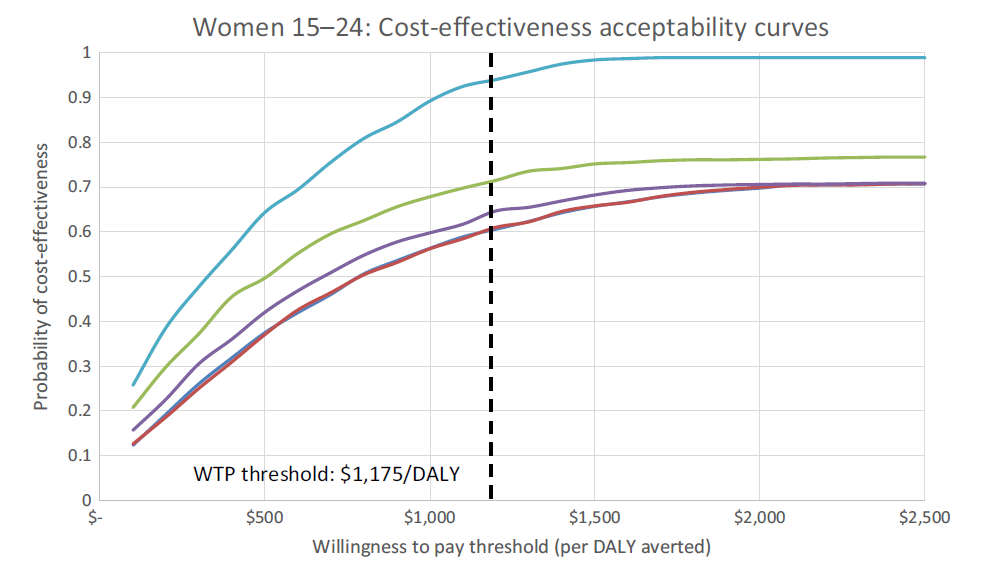 Women 15–24: Cost-effectiveness acceptability curves
Probability of cost-effectiveness
1
0.9
0.8
0.7
0.6
0.5
0.4
0.3
0.2
0.1
0
WTP threshold: $1,175/DALY
$- $500 $1,000 $1,500 $2,000 $2,500
Willingness to pay threshold (per DALY averted)